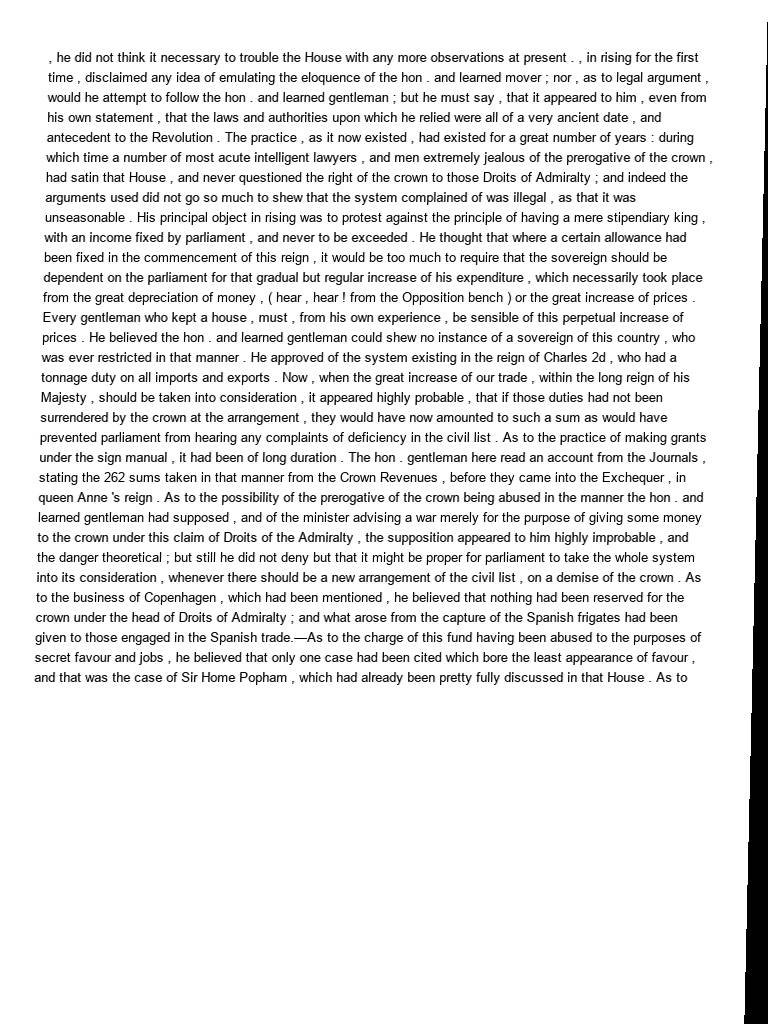 , he did not think it necessary to trouble the House with any more observations at present . , in rising for the first
time , disclaimed any idea of emulating the eloquence of the hon . and learned mover ; nor , as to legal argument ,
would he attempt to follow the hon . and learned gentleman ; but he must say , that it appeared to him , even from
his own statement , that the laws and authorities upon which he relied were all of a very ancient date , and
antecedent to the Revolution . The practice , as it now existed , had existed for a great number of years : during
which time a number of most acute intelligent lawyers , and men extremely jealous of the prerogative of the crown ,
had satin that House , and never questioned the right of the crown to those Droits of Admiralty ; and indeed the
arguments used did not go so much to shew that the system complained of was illegal , as that it was
unseasonable . His principal object in rising was to protest against the principle of having a mere stipendiary king ,
with an income fixed by parliament , and never to be exceeded . He thought that where a certain allowance had
been fixed in the commencement of this reign , it would be too much to require that the sovereign should be
dependent on the parliament for that gradual but regular increase of his expenditure , which necessarily took place
from the great depreciation of money , ( hear , hear ! from the Opposition bench ) or the great increase of prices .
Every gentleman who kept a house , must , from his own experience , be sensible of this perpetual increase of
prices . He believed the hon . and learned gentleman could shew no instance of a sovereign of this country , who
was ever restricted in that manner . He approved of the system existing in the reign of Charles 2d , who had a
tonnage duty on all imports and exports . Now , when the great increase of our trade , within the long reign of his
Majesty , should be taken into consideration , it appeared highly probable , that if those duties had not been
surrendered by the crown at the arrangement , they would have now amounted to such a sum as would have
prevented parliament from hearing any complaints of deficiency in the civil list . As to the practice of making grants
under the sign manual , it had been of long duration . The hon . gentleman here read an account from the Journals ,
stating the 262 sums taken in that manner from the Crown Revenues , before they came into the Exchequer , in
queen Anne 's reign . As to the possibility of the prerogative of the crown being abused in the manner the hon . and
learned gentleman had supposed , and of the minister advising a war merely for the purpose of giving some money
to the crown under this claim of Droits of the Admiralty , the supposition appeared to him highly improbable , and
the danger theoretical ; but still he did not deny but that it might be proper for parliament to take the whole system
into its consideration , whenever there should be a new arrangement of the civil list , on a demise of the crown . As
to the business of Copenhagen , which had been mentioned , he believed that nothing had been reserved for the
crown under the head of Droits of Admiralty ; and what arose from the capture of the Spanish frigates had been
given to those engaged in the Spanish trade.—As to the charge of this fund having been abused to the purposes of
secret favour and jobs , he believed that only one case had been cited which bore the least appearance of favour ,
and that was the case of Sir Home Popham , which had already been pretty fully discussed in that House . As to